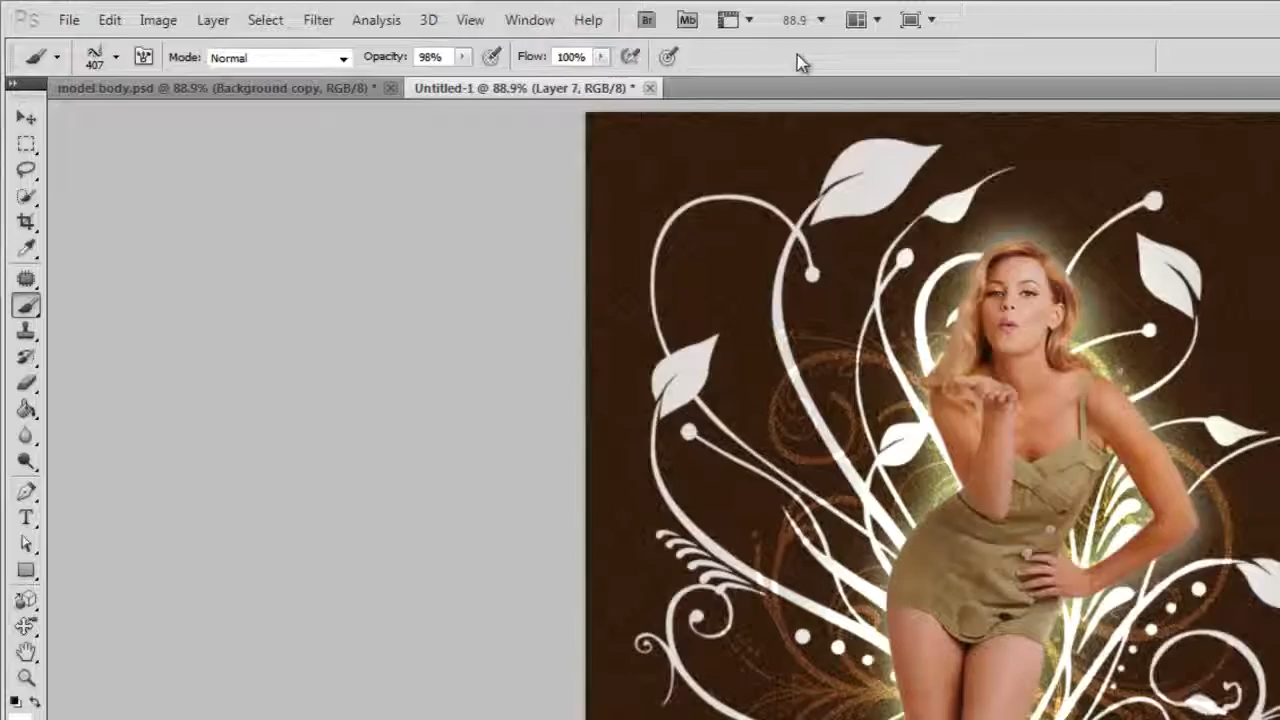 Ps File Edit Image Layer Select Filter Analysis 3D View Window Help Br Mb 88.9
407 Mode: Normal Opacity: 98% Flow: 100%
model body.psd @ 88.9% (Background copy, RGB/8) * Untitled-1 @ 88.9% (Layer 7, RGB/8) *
T